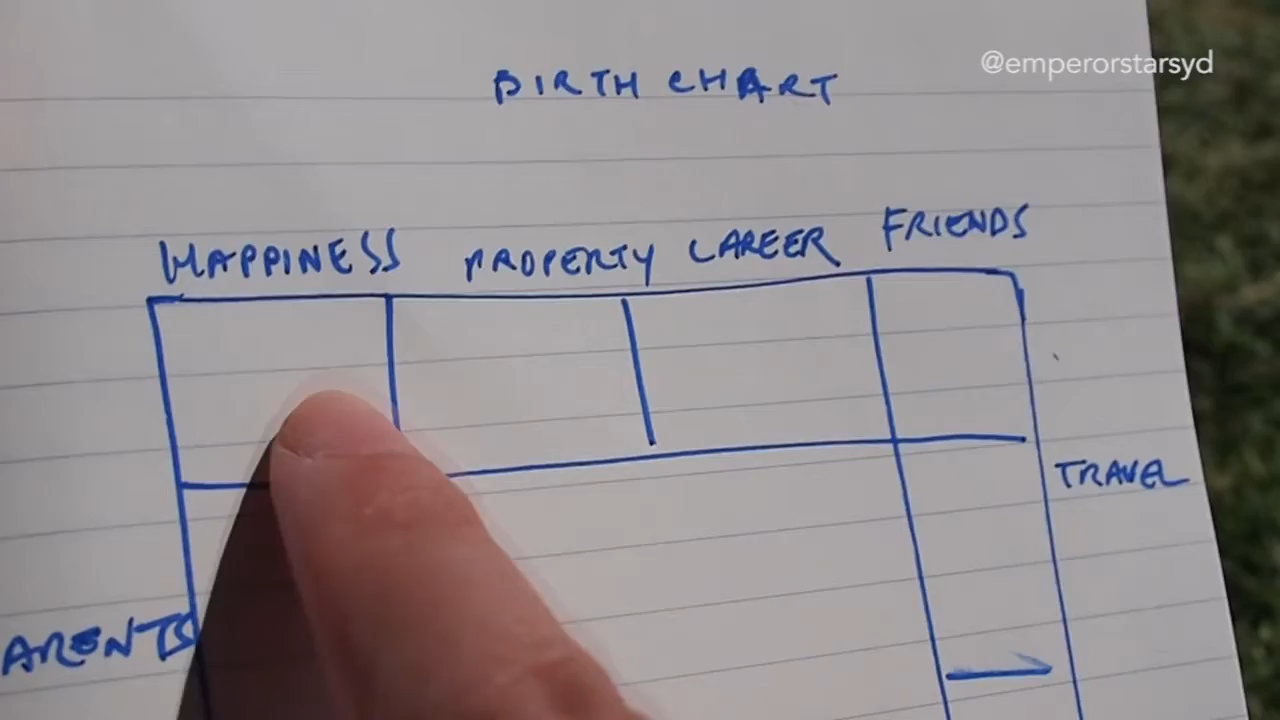 @emperorstarsyd
BIRTH CHART
HAPPINESS PROPERTY CAREER FRIENDS
TRAVEL
ARENTS